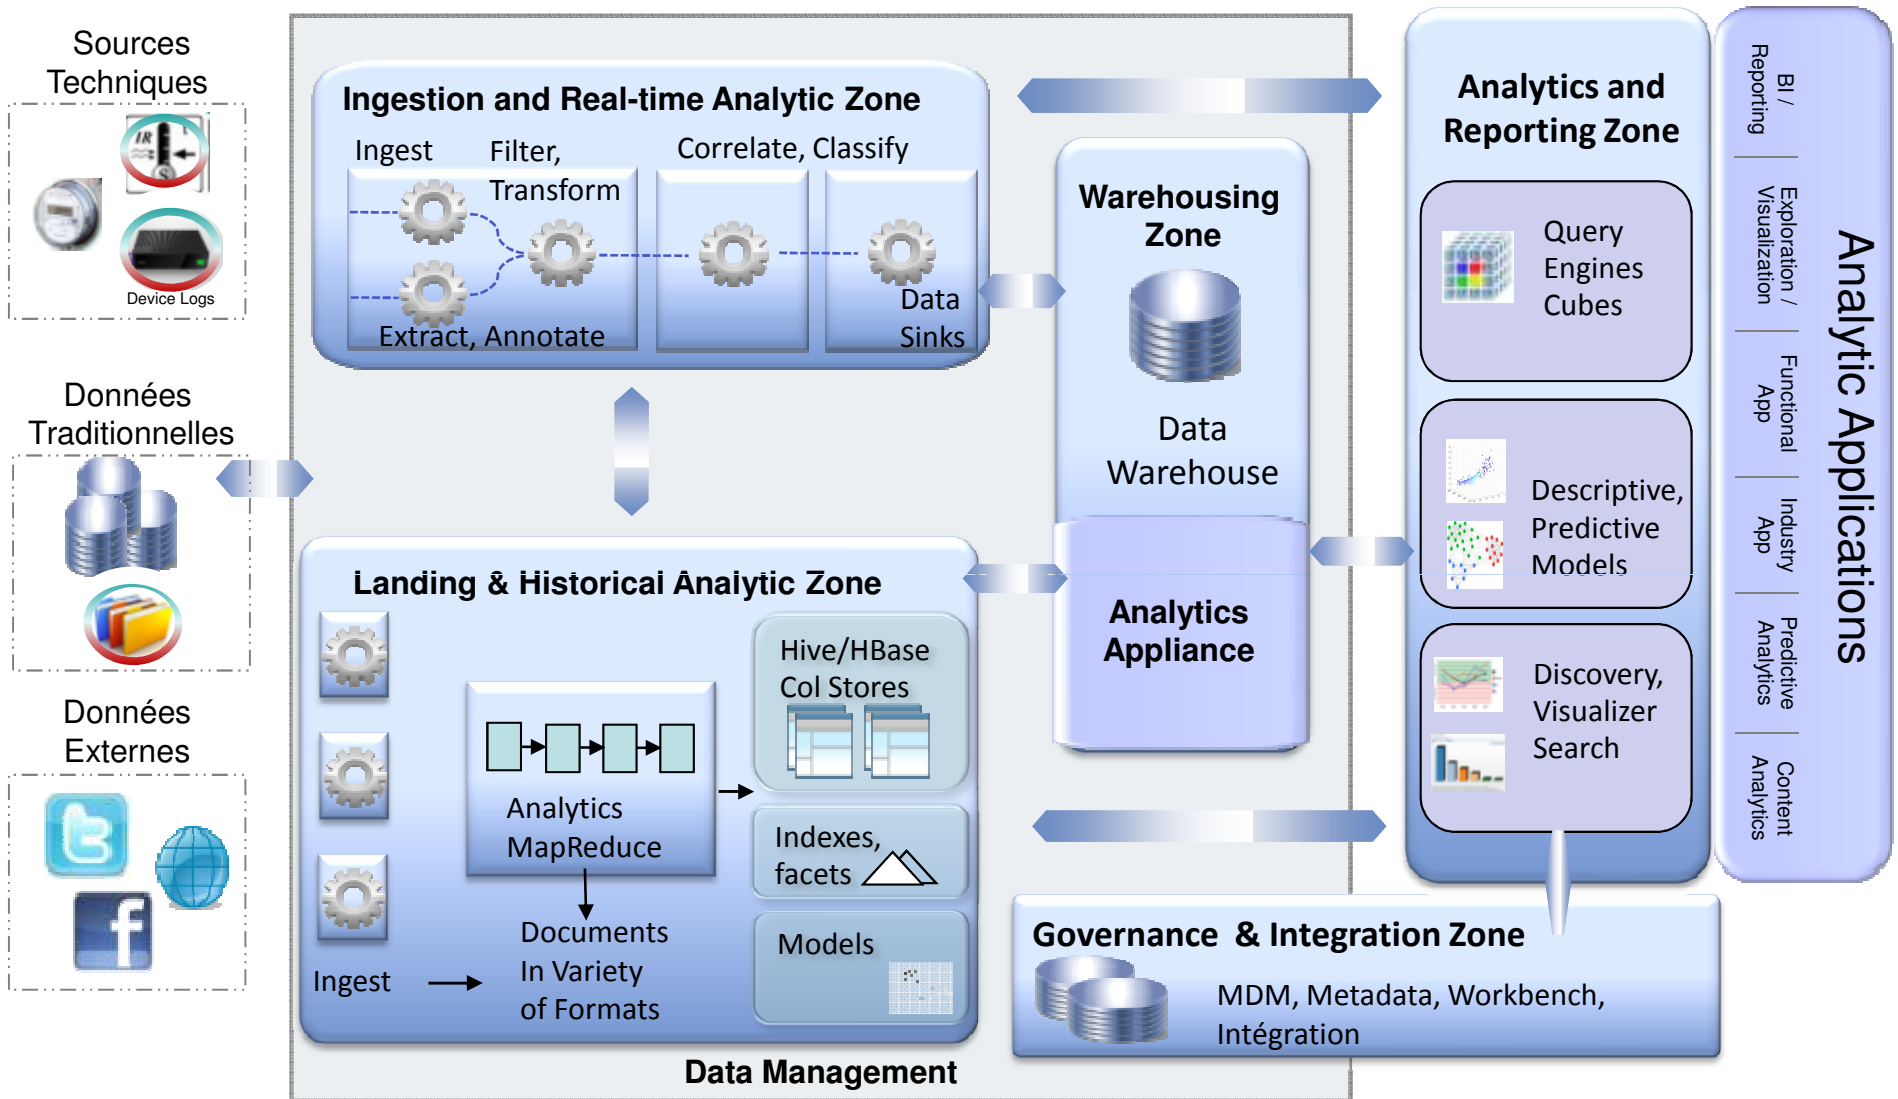 Sources
Techniques
IR
S
Device Logs
Données
Traditionnelles
Données
Externes
t
f
Ingestion and Real-time Analytic Zone
Ingest
Filter,
Transform
Correlate, Classify
Extract, Annotate
Data
Sinks
Landing & Historical Analytic Zone
Ingest
Analytics
MapReduce
Documents
In Variety
of Formats
Hive/HBase
Col Stores
Indexes,
facets
Models
Data Management
Warehousing
Zone
Data
Warehouse
Analytics
Appliance
Analytics and
Reporting Zone
Query
Engines
Cubes
Descriptive,
Predictive
Models
Discovery,
Visualizer
Search
Governance & Integration Zone
MDM, Metadata, Workbench,
Intégration
BI /
Reporting
Exploration /
Visualization
Functional
App
Industry
App
Predictive
Analytics
Content
Analytics
Analytic Applications